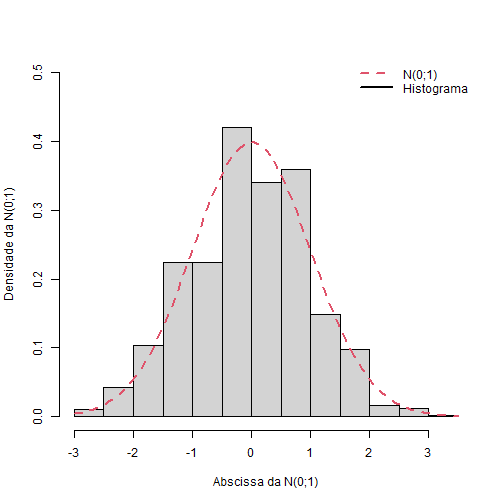 N(0;1)
Histograma
Densidade da N(0;1)
0.5
0.4
0.3
0.2
0.1
0.0
-3 -2 -1 0 1 2 3
Abscissa da N(0;1)